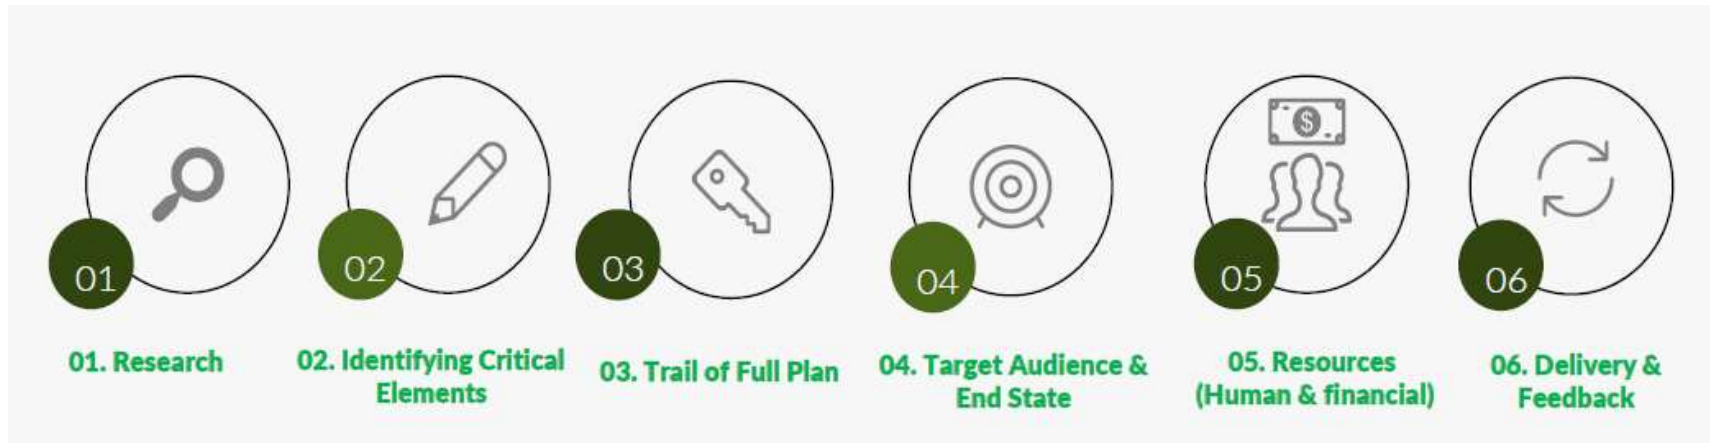 01
02
03
04
05
06
01. Research
02. Identifying Critical
Elements
03. Trail of Full Plan
04. Target Audience &
End State
$
05. Resources
(Human & financial)
06. Delivery &
Feedback